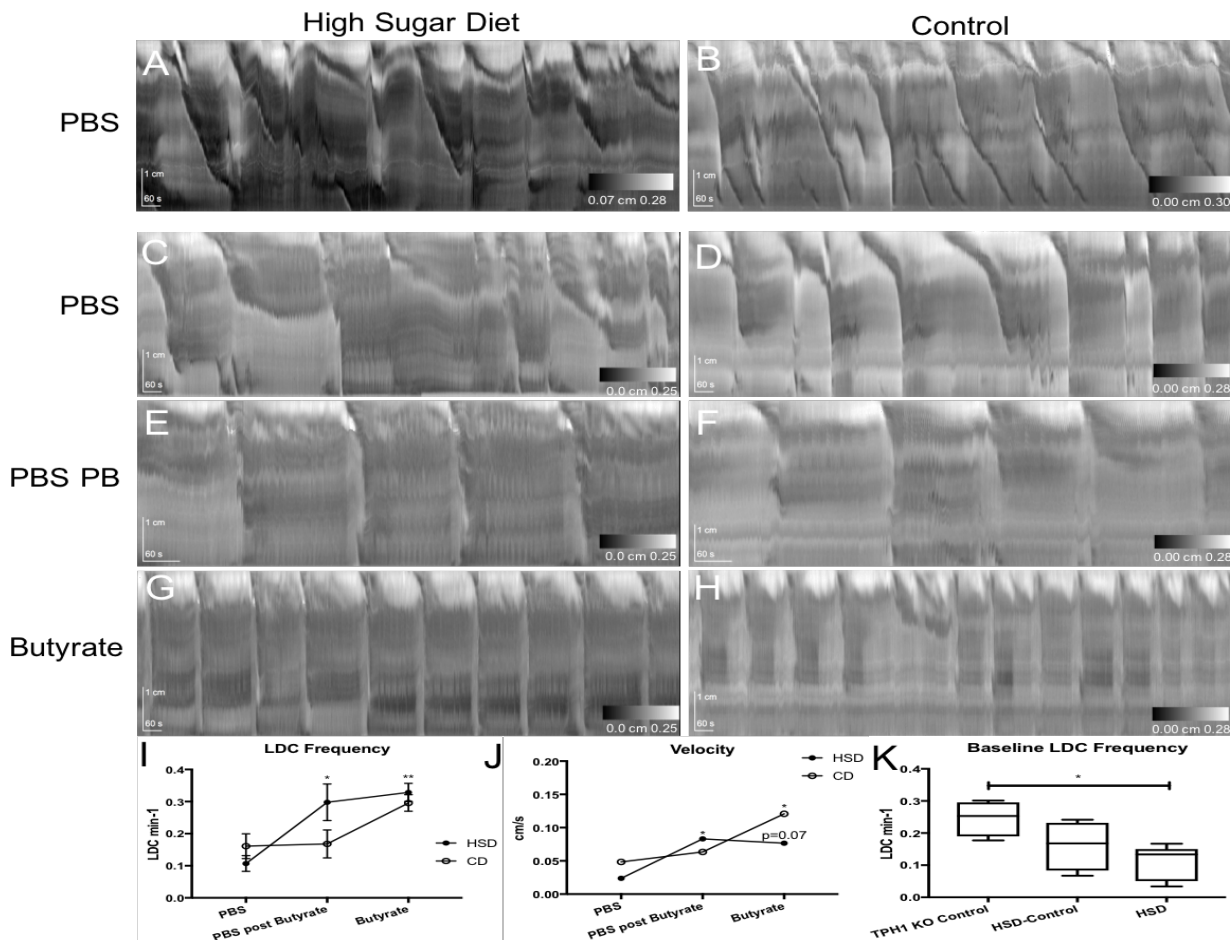 High Sugar Diet
Control
PBS
A
1 cm
60 s
0.07 cm 0.28
B
1 cm
60 s
0.00 cm 0.30
PBS
C
1 cm
60 s
0.0 cm 0.25
D
1 cm
60 s
0.00 cm 0.28
PBS PB
E
1 cm
60 s
0.0 cm 0.25
F
1 cm
60 s
0.00 cm 0.28
Butyrate
G
1 cm
60 s
0.0 cm 0.25
H
1 cm
60 s
0.00 cm 0.28
I
LDC Frequency
LDC min-1
0.4
0.3
0.2
0.1
0.0
*
**
HSD
CD
PBS
PBS post Butyrate
Butyrate
J
Velocity
cm/s
0.20
0.15
0.10
0.05
0.00
*
*
p=0.07
HSD
CD
PBS
PBS post Butyrate
Butyrate
K
Baseline LDC Frequency
LDC min-1
0.4
0.3
0.2
0.1
0.0
*
TPH1 KO Control
HSD-Control
HSD